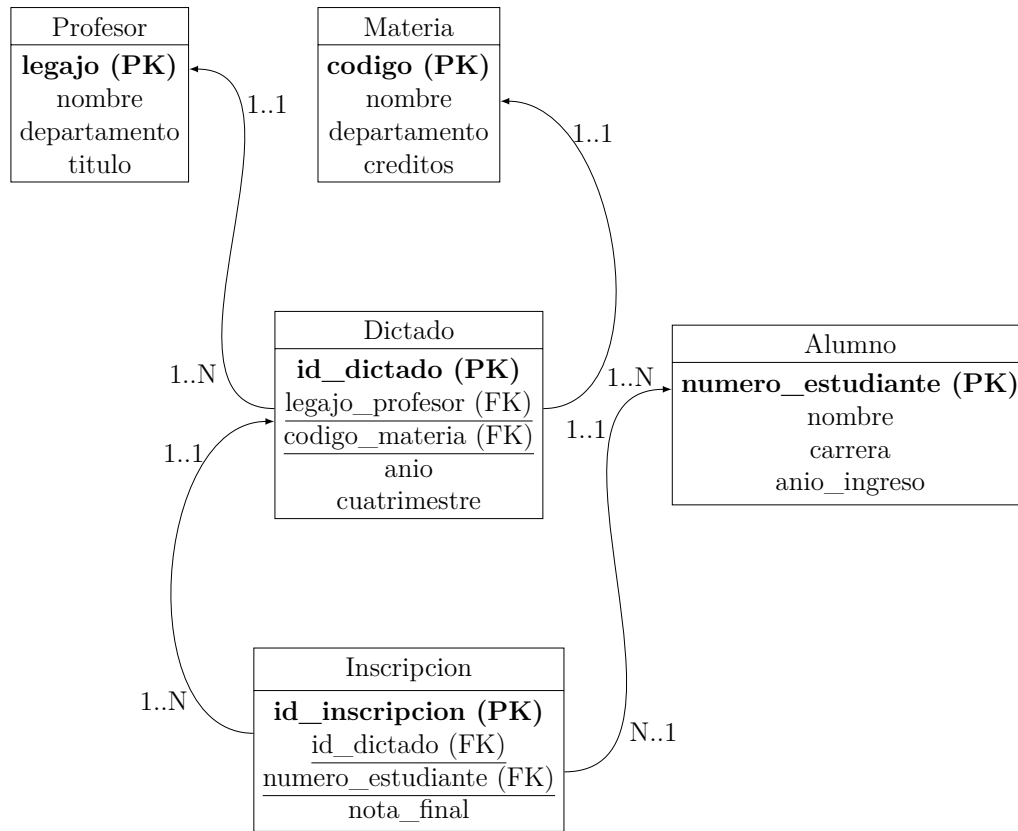 Profesor
legajo (PK)
nombre
departamento
titulo
Materia
codigo (PK)
nombre
departamento
creditos
1..1
1..1
Dictado
id_dictado (PK)
legajo_profesor (FK)
codigo_materia (FK)
anio
cuatrimestre
1..N
1..N
1..1
1..1
Alumno
numero_estudiante (PK)
nombre
carrera
anio_ingreso
Inscripcion
id_inscripcion (PK)
id_dictado (FK)
numero_estudiante (FK)
nota_final
1..N
N..1